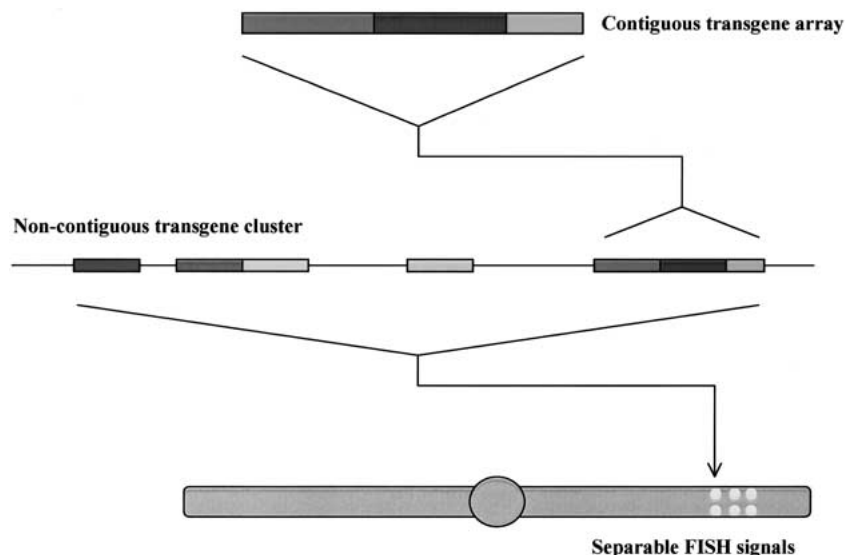 Contiguous transgene array
Non-contiguous transgene cluster
Separable FISH signals